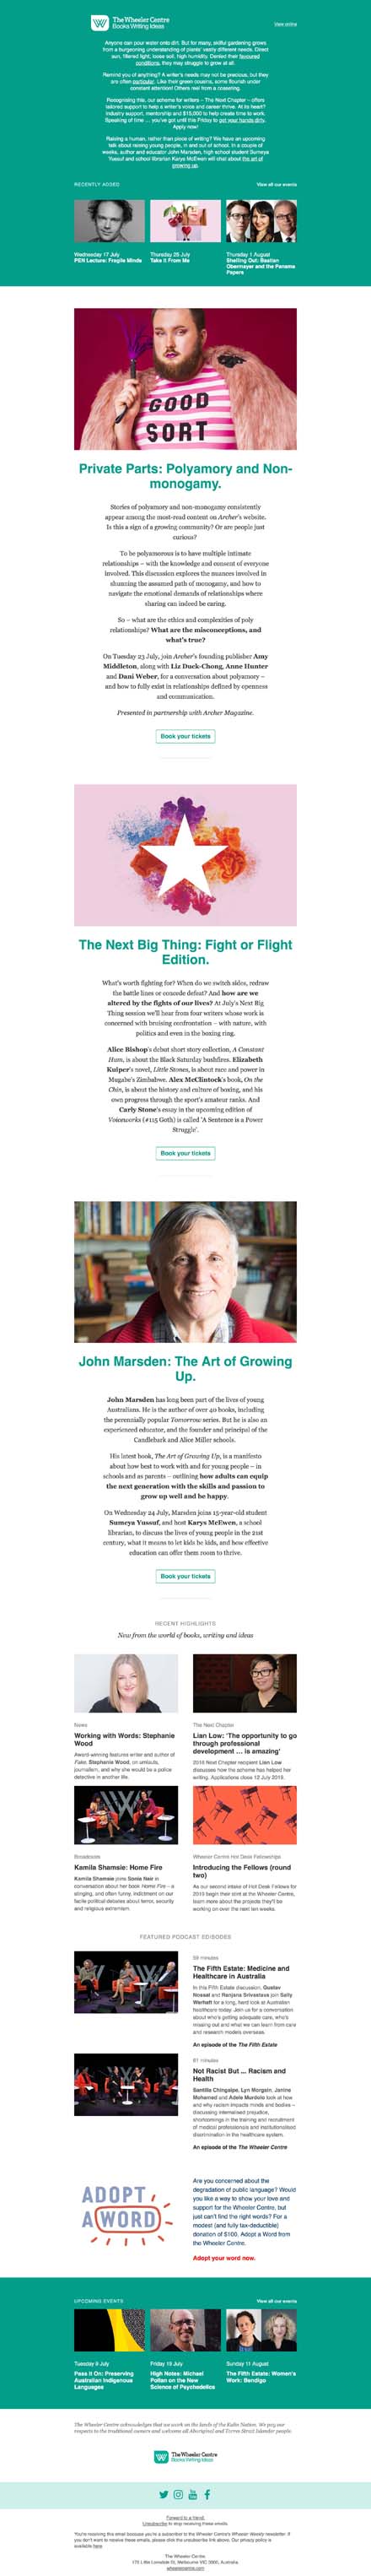 The Wheeler Centre
Books Writing Ideas
View online
Anyone can pour water onto dirt. But for many, skilful gardening grows
from a burgeoning understanding of plants' vastly different needs. Direct
sun, filtered light, loose soil, high humidity. Denied their favoured
conditions, they may struggle to grow at all.
Remind you of anything? A writer's needs may not be precious, but they
are often particular. Like their green cousins, some flourish under
constant attention! Others reel from a crosswind.
Recognising this, our scheme for writers – The Next Chapter – offers
tailored support to help a writer's voice and career thrive. At its heart?
Industry support, mentorship and $15,000 to help create time to work.
Speaking of time ... you've got until this Friday to get your hands dirty.
Apply now!
Raising a human, rather than piece of writing? We have an upcoming
talk about raising young people, in and out of school. In a couple of
weeks, author and educator John Marsden, high school student Sumeya
Yussuf and school librarian Karys McEwen will chat about the art of
growing up.
RECENTLY ADDED
View all our events
Wednesday 17 July
PEN Lecture: Fragile Minds
Thursday 25 July
Take It From Me
Thursday 1 August
Shelling Out: Bastian
Obermayer and the Panama
Papers
GOOD
SORT
Private Parts: Polyamory and Non-
monogamy.
Stories of polyamory and non-monogamy consistently
appear among the most-read content on Archer's website.
Is this a sign of a growing community? Or are people just
curious?
To be polyamorous is to have multiple intimate
relationships – with the knowledge and consent of everyone
involved. This discussion explores the nuances involved in
shunning the assumed path of monogamy, and how to
navigate the emotional demands of relationships where
sharing can indeed be caring.
So – what are the ethics and complexities of poly
relationships? What are the misconceptions, and
what's true?
On Tuesday 23 July, join Archer's founding publisher Amy
Middleton, along with Liz Duck-Chong, Anne Hunter
and Dani Weber, for a conversation about polyamory –
and how to fully exist in relationships defined by openness
and communication.
Presented in partnership with Archer Magazine.
Book your tickets
The Next Big Thing: Fight or Flight
Edition.
What's worth fighting for? When do we switch sides, redraw
the battle lines or concede defeat? And how are we
altered by the fights of our lives? At July's Next Big
Thing session we'll hear from four writers whose work is
concerned with bruising confrontation – with nature, with
politics and even in the boxing ring.
Alice Bishop's debut short story collection, A Constant
Hum, is about the Black Saturday bushfires. Elizabeth
Kuiper's novel, Little Stones, is about race and power in
Mugabe's Zimbabwe. Alex McClintock's book, On the
Chin, is about the history and culture of boxing, and his
own progress through the sport's amateur ranks. And
Carly Stone's essay in the upcoming edition of
Voiceworks (#115 Goth) is called 'A Sentence is a Power
Struggle'.
Book your tickets
John Marsden: The Art of Growing
Up.
John Marsden has long been part of the lives of young
Australians. He is the author of over 40 books, including
the perennially popular Tomorrow series. But he is also an
experienced educator, and the founder and principal of the
Candlebark and Alice Miller schools.
His latest book, The Art of Growing Up, is a manifesto
about how best to work with and for young people – in
schools and as parents – outlining how adults can equip
the next generation with the skills and passion to
grow up well and be happy.
On Wednesday 24 July, Marsden joins 15-year-old student
Sumeya Yussuf, and host Karys McEwen, a school
librarian, to discuss the lives of young people in the 21st
century, what it means to let kids be kids, and how effective
education can offer them room to thrive.
Book your tickets
RECENT HIGHLIGHTS
New from the world of books, writing and ideas
News
Working with Words: Stephanie
Wood
Award-winning features writer and author of
Fake, Stephanie Wood, on umlauts,
journalism, and why she would be a police
detective in another life.
The Next Chapter
Lian Low: 'The opportunity to go
through professional
development ... is amazing'
2018 Next Chapter recipient Lian Low
discusses how the scheme has helped her
writing. Applications close 12 July 2019.
Broadcasts
Kamila Shamsie: Home Fire
Kamila Shamsie joins Sonia Nair in
conversation about her book Home Fire – a
stinging, and often funny, indictment on our
facile political debates about terror, security
and religious extremism.
Wheeler Centre Hot Desk Fellowships
Introducing the Fellows (round
two)
As our second intake of Hot Desk Fellows for
2019 begin their stint at the Wheeler Centre,
learn more about the projects they'll be
working on over the next ten weeks.
FEATURED PODCAST EPISODES
59 minutes
The Fifth Estate: Medicine and
Healthcare in Australia
In this Fifth Estate discussion, Gustav
Nossal and Ranjana Srivastava join Sally
Warhaft for a long, hard look at Australian
healthcare today. Join us for a conversation
about who's getting adequate care, who's
missing out and what we can learn from care
and research models overseas.
An episode of the The Fifth Estate
61 minutes
Not Racist But ... Racism and
Health
Santilla Chingaipe, Lyn Morgain, Janine
Mohamed and Adele Murdolo look at how
and why racism impacts minds and bodies –
discussing internalised prejudice,
shortcomings in the training and recruitment
of medical professionals and institutionalised
discrimination in the healthcare system.
An episode of the The Wheeler Centre
ADOPT
A WORD
Are you concerned about the
degradation of public language? Would
you like a way to show your love and
support for the Wheeler Centre, but
just can't find the right words? For a
modest (and fully tax-deductible)
donation of $100, Adopt a Word from
the Wheeler Centre.
Adopt your word now.
UPCOMING EVENTS
View all our events
Tuesday 9 July
Pass It On: Preserving
Australian Indigenous
Languages
Friday 19 July
High Notes: Michael
Pollan on the New
Science of Psychedelics
Sunday 11 August
The Fifth Estate: Women's
Work: Bendigo
The Wheeler Centre acknowledges that we work on the lands of the Kulin Nation. We pay our
respects to the traditional owners and welcome all Aboriginal and Torres Strait Islander people.
The Wheeler Centre
Books Writing Ideas
Forward to a friend.
Unsubscribe to stop receiving these emails.
You're receiving this email because you're a subscriber to the Wheeler Centre's Wheeler Weekly newsletter. If
you don't want to receive these emails, please click the unsubscribe link above. Our privacy policy is
available here.
The Wheeler Centre
176 Little Lonsdale St, Melbourne VIC 3000, Australia
wheelercentre.com